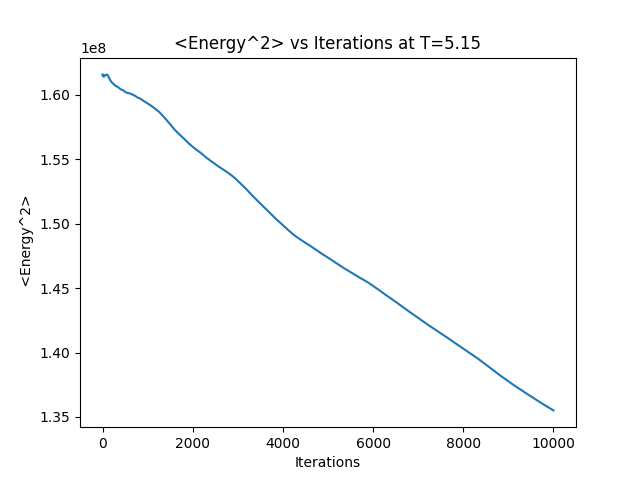 <Energy^2> vs Iterations at T=5.15
1e8
1.60
1.55
1.50
1.45
1.40
1.35
<Energy^2>
0 2000 4000 6000 8000 10000
Iterations